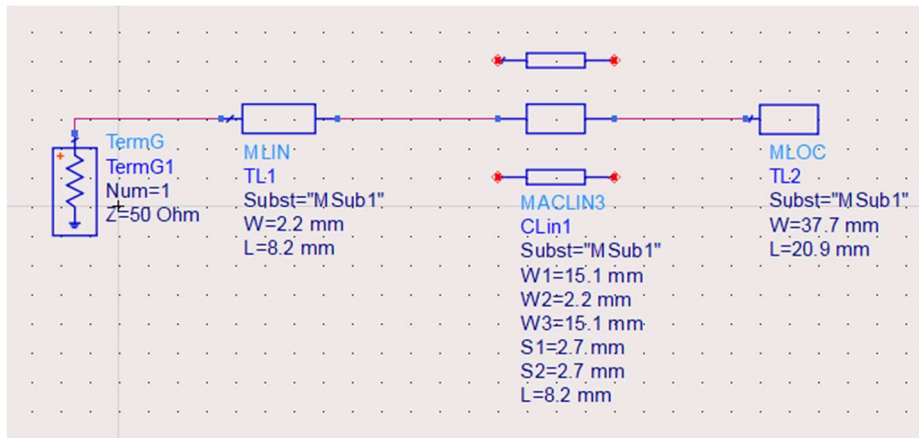 TermG
TermG1
Num=1
Z=50 Ohm
MLIN
TL1
Subst="MSub1"
W=2.2 mm
L=8.2 mm
MACLIN3
CLin1
Subst="MSub1"
W1=15.1 mm
W2=2.2 mm
W3=15.1 mm
S1=2.7 mm
S2=2.7 mm
L=8.2 mm
MLOC
TL2
Subst="MSub1"
W=37.7 mm
L=20.9 mm